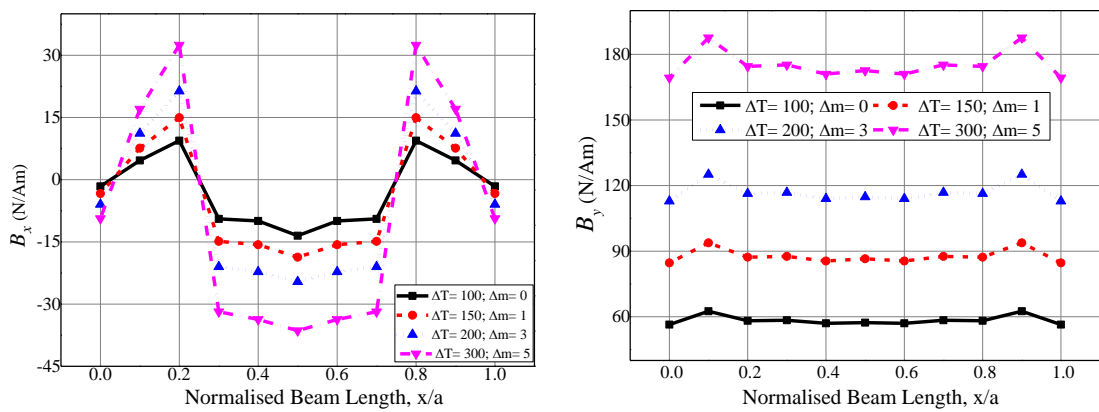 30
15
0
-15
-30
-45
B_x (N/Am)
ΔT= 100; Δm= 0
ΔT= 150; Δm= 1
ΔT= 200; Δm= 3
ΔT= 300; Δm= 5
0.0 0.2 0.4 0.6 0.8 1.0
Normalised Beam Length, x/a
180
150
120
90
60
B_y (N/Am)
ΔT= 100; Δm= 0 ΔT= 150; Δm= 1
ΔT= 200; Δm= 3 ΔT= 300; Δm= 5
0.0 0.2 0.4 0.6 0.8 1.0
Normalised Beam Length, x/a